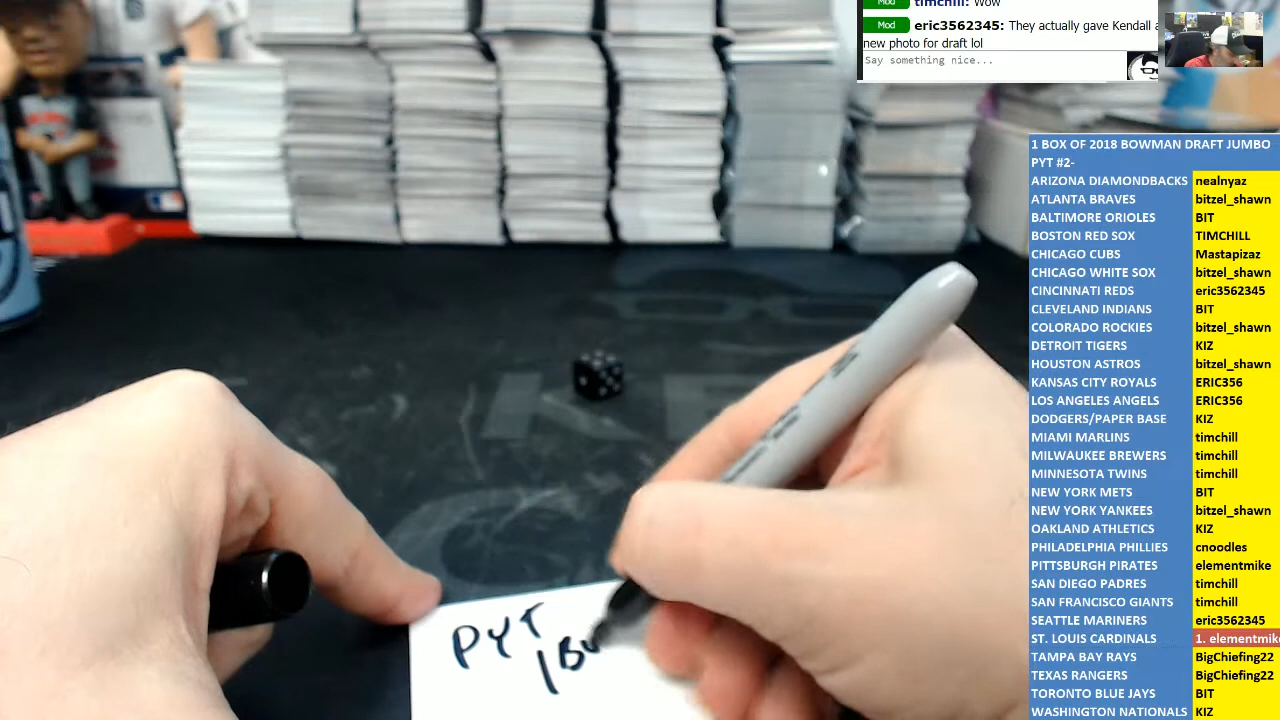 Mod timchill: Wow
Mod eric3562345: They actually gave Kendall a
new photo for draft lol
Say something nice...
1 BOX OF 2018 BOWMAN DRAFT JUMBO
PYT #2-
ARIZONA DIAMONDBACKS nealnyaz
ATLANTA BRAVES bitzel_shawn
BALTIMORE ORIOLES BIT
BOSTON RED SOX TIMCHILL
CHICAGO CUBS Mastapizaz
CHICAGO WHITE SOX bitzel_shawn
CINCINNATI REDS eric3562345
CLEVELAND INDIANS BIT
COLORADO ROCKIES bitzel_shawn
DETROIT TIGERS KIZ
HOUSTON ASTROS bitzel_shawn
KANSAS CITY ROYALS ERIC356
LOS ANGELES ANGELS ERIC356
DODGERS/PAPER BASE KIZ
MIAMI MARLINS timchill
MILWAUKEE BREWERS timchill
MINNESOTA TWINS timchill
NEW YORK METS BIT
NEW YORK YANKEES bitzel_shawn
OAKLAND ATHLETICS KIZ
PHILADELPHIA PHILLIES cnoodles
PITTSBURGH PIRATES elementmike
SAN DIEGO PADRES timchill
SAN FRANCISCO GIANTS timchill
SEATTLE MARINERS eric3562345
ST. LOUIS CARDINALS 1. elementmike
TAMPA BAY RAYS BigChiefing22
TEXAS RANGERS BigChiefing22
TORONTO BLUE JAYS BIT
WASHINGTON NATIONALS KIZ
PYT
1 Bo